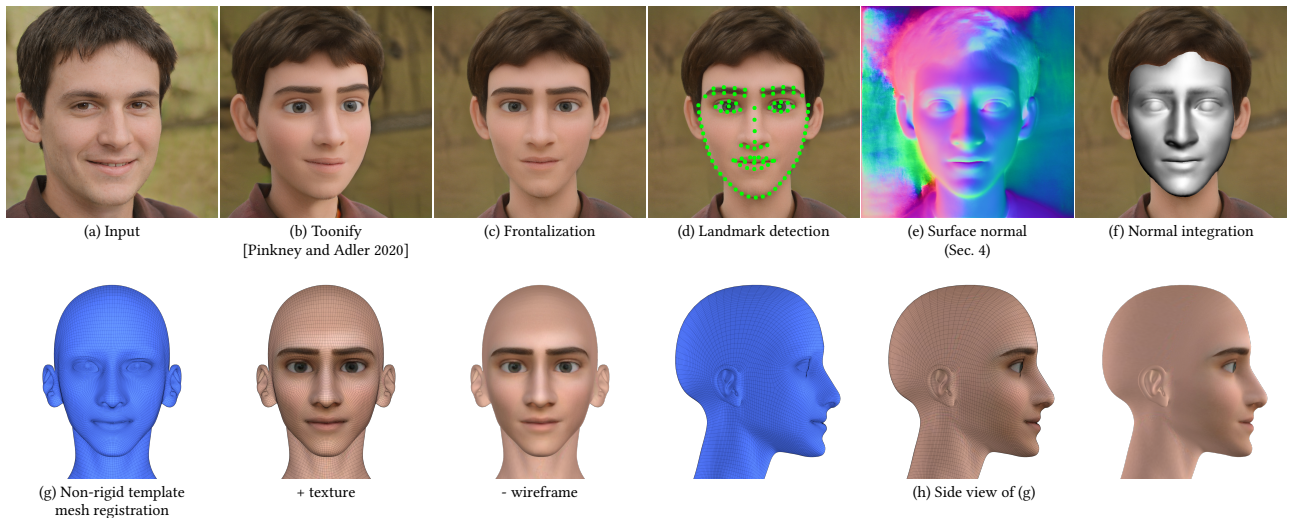 (a) Input
(b) Toonify
[Pinkney and Adler 2020]
(c) Frontalization
(d) Landmark detection
(e) Surface normal
(Sec. 4)
(f) Normal integration
(g) Non-rigid template
mesh registration
+ texture
- wireframe
(h) Side view of (g)